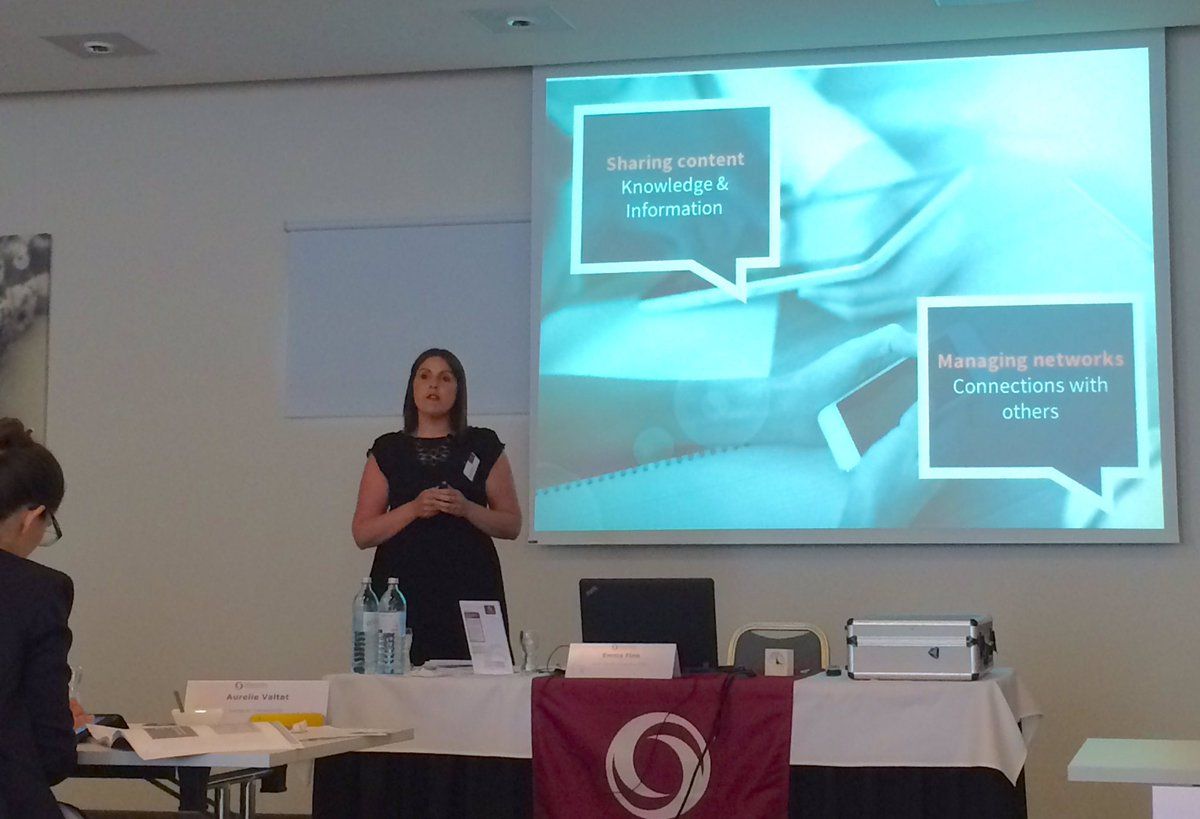 Sharing content
Knowledge &
Information
Managing networks
Connections with
others
Aurelie Valtat